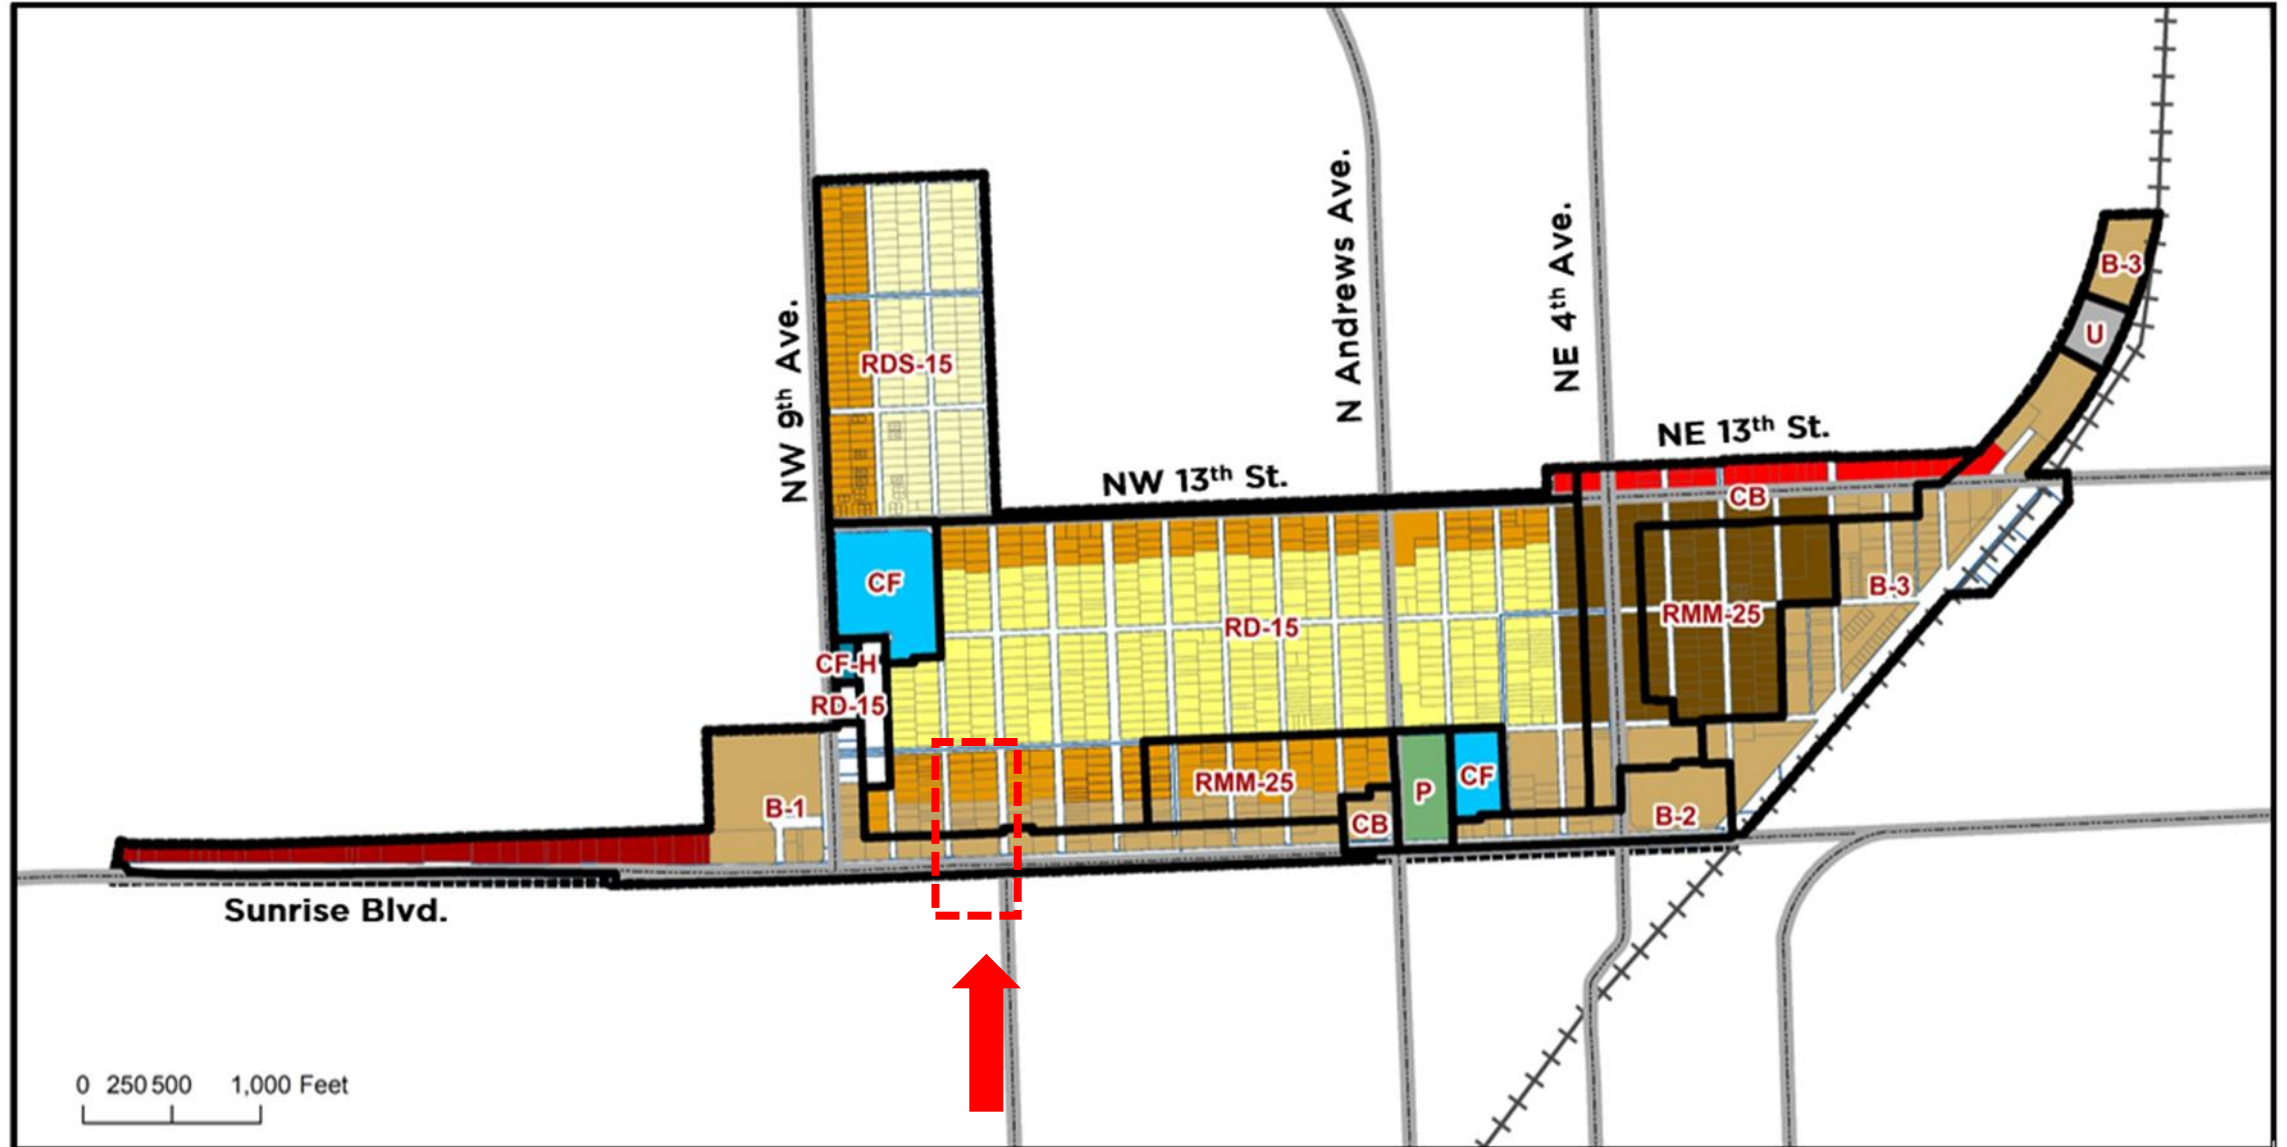 N Andrews Ave.
NE 4th Ave.
B-3
U
NW 9th Ave.
RDS-15
NE 13th St.
NW 13th St.
CB
CF
B-3
RMM-25
RD-15
CF-H
RD-15
RMM-25
P
CF
B-1
CB
B-2
Sunrise Blvd.
0 250 500 1,000 Feet